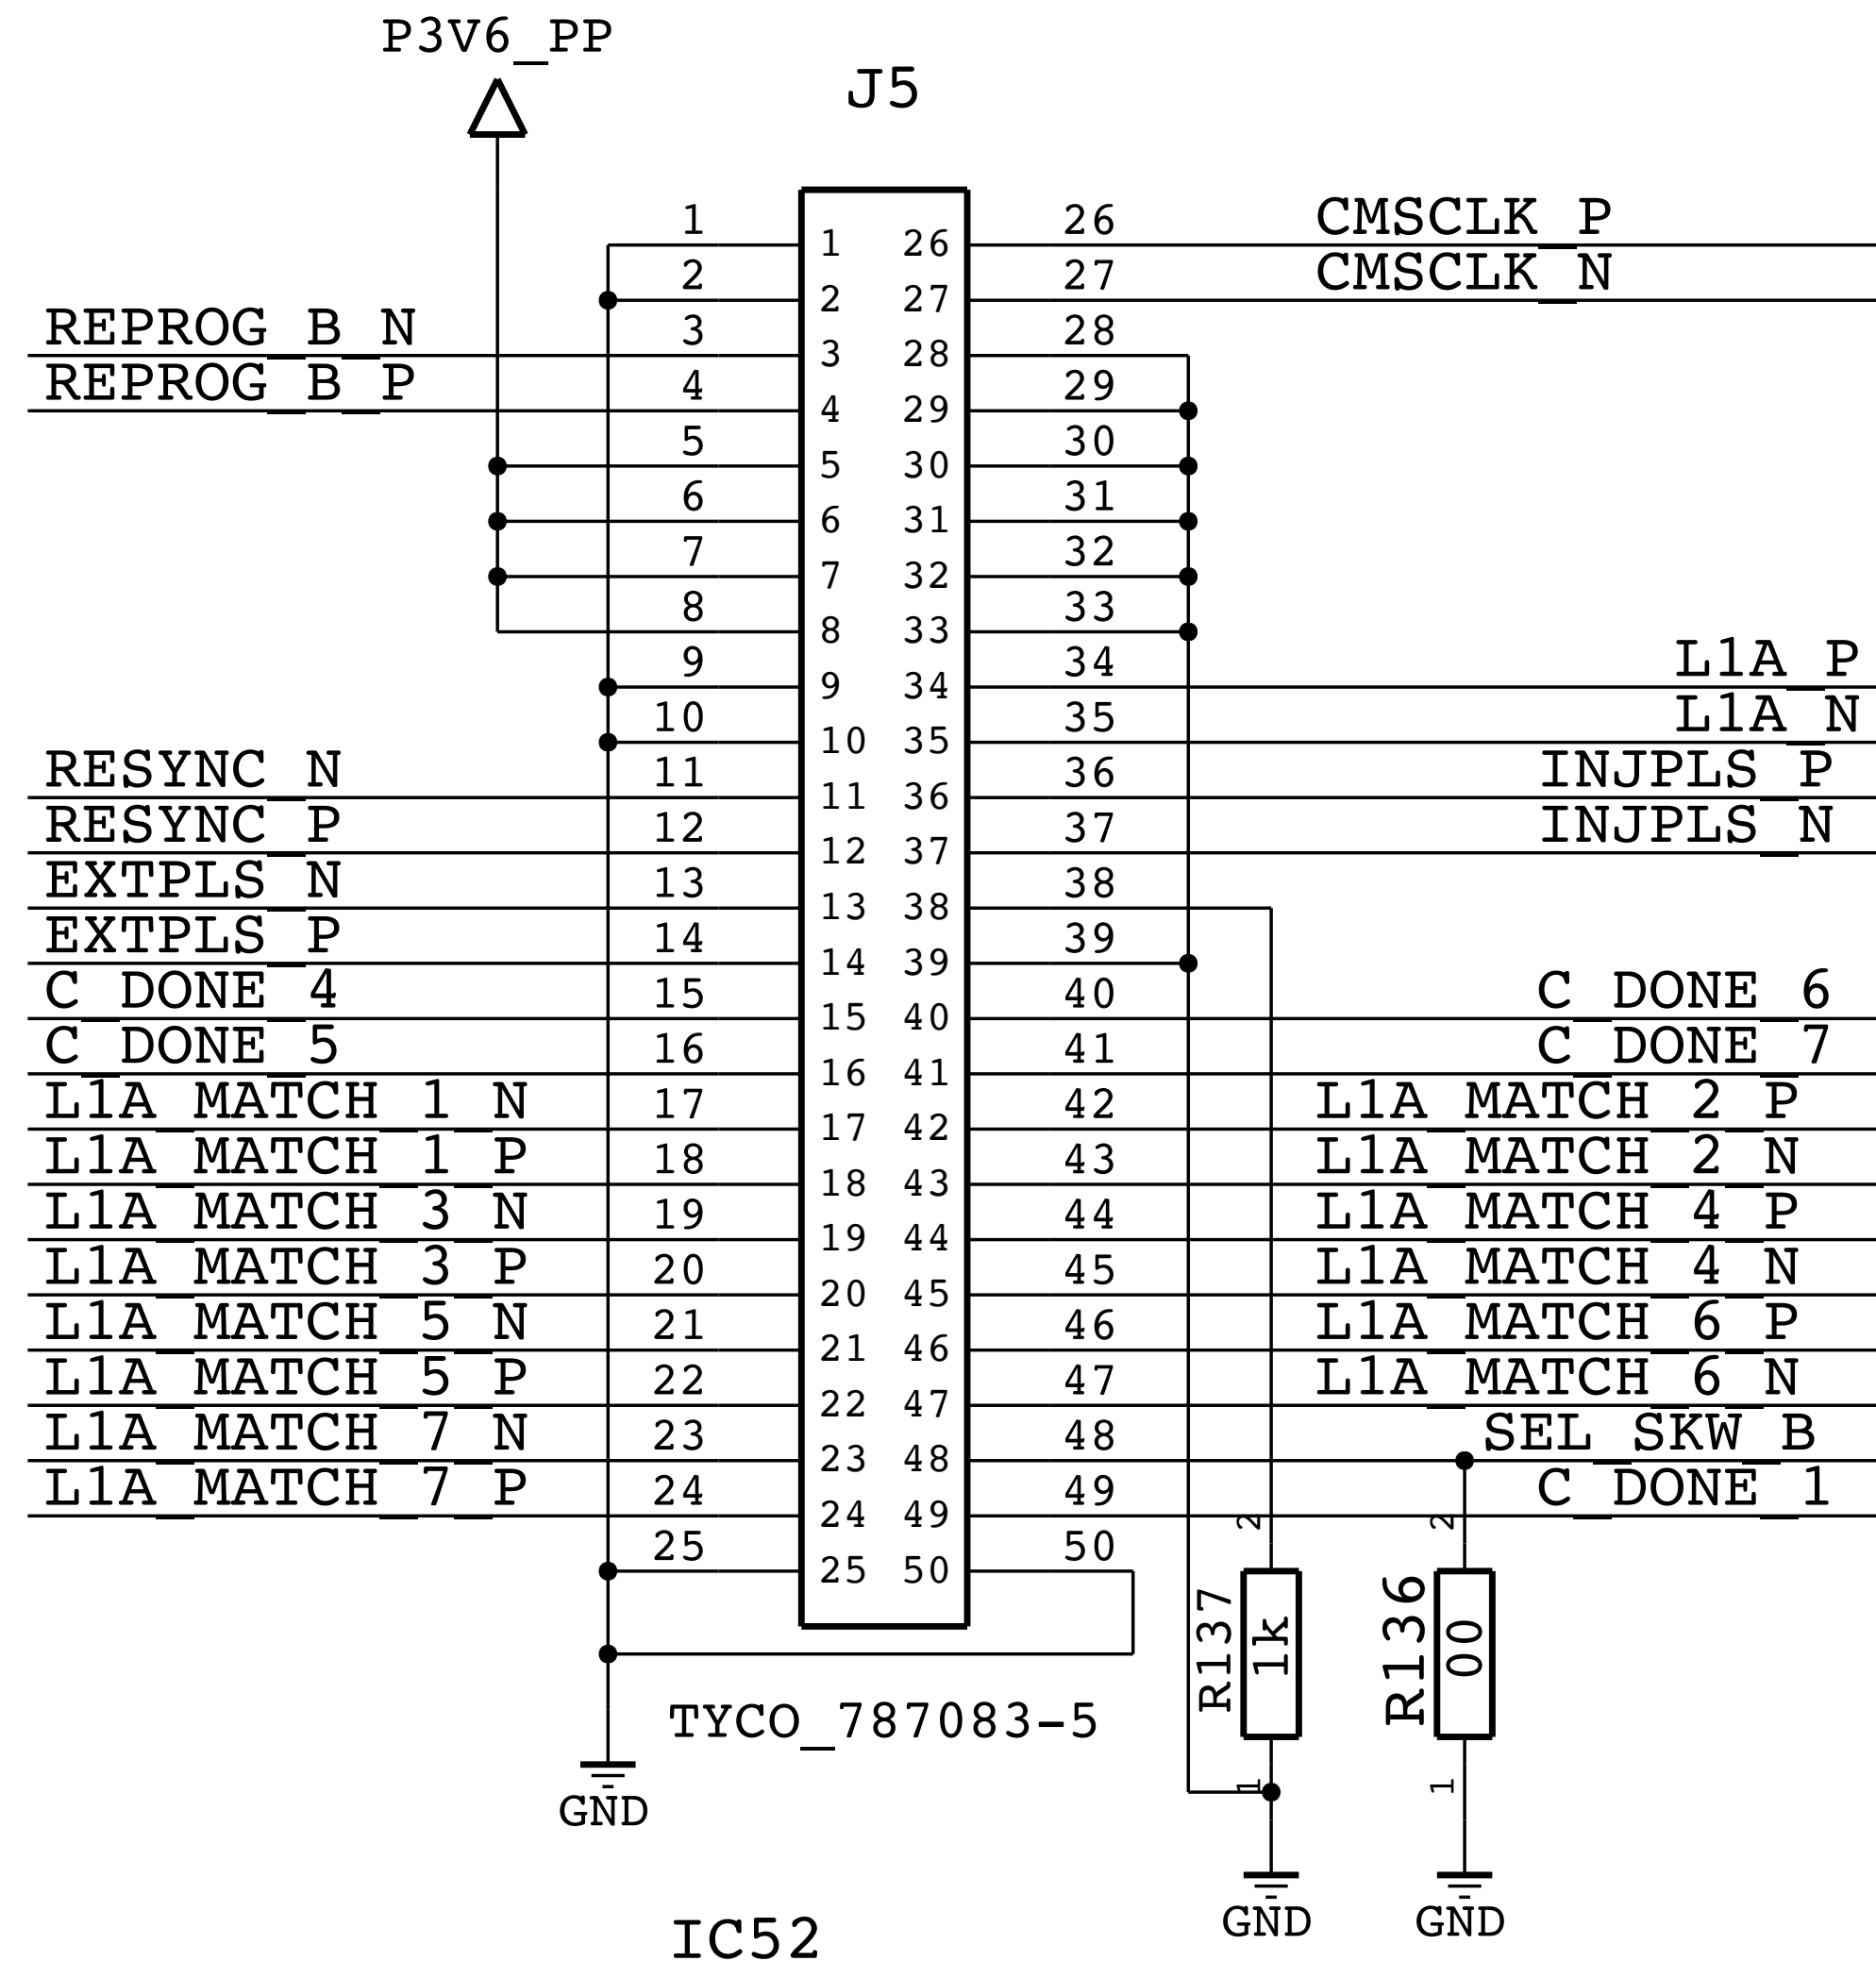 P3V6_PP
J5
1 1 26 26 CMSCLK_P
2 2 27 27 CMSCLK_N
REPROG_B_N 3 3 28 28
REPROG_B_P 4 4 29 29
5 5 30 30
6 6 31 31
7 7 32 32
8 8 33 33
9 9 34 34 L1A_P
10 10 35 35 L1A_N
RESYNC_N 11 11 36 36 INJPLS_P
RESYNC_P 12 12 37 37 INJPLS_N
EXTPLS_N 13 13 38 38
EXTPLS_P 14 14 39 39
C_DONE_4 15 15 40 40 C_DONE_6
C_DONE_5 16 16 41 41 C_DONE_7
L1A_MATCH_1_N 17 17 42 42 L1A_MATCH_2_P
L1A_MATCH_1_P 18 18 43 43 L1A_MATCH_2_N
L1A_MATCH_3_N 19 19 44 44 L1A_MATCH_4_P
L1A_MATCH_3_P 20 20 45 45 L1A_MATCH_4_N
L1A_MATCH_5_N 21 21 46 46 L1A_MATCH_6_P
L1A_MATCH_5_P 22 22 47 47 L1A_MATCH_6_N
L1A_MATCH_7_N 23 23 48 48 SEL_SKW_B
L1A_MATCH_7_P 24 24 49 49 C_DONE_1
25 25 50 50
2 2
R137 1k R136 00
TYCO_787083-5
1 1
GND
GND GND
IC52